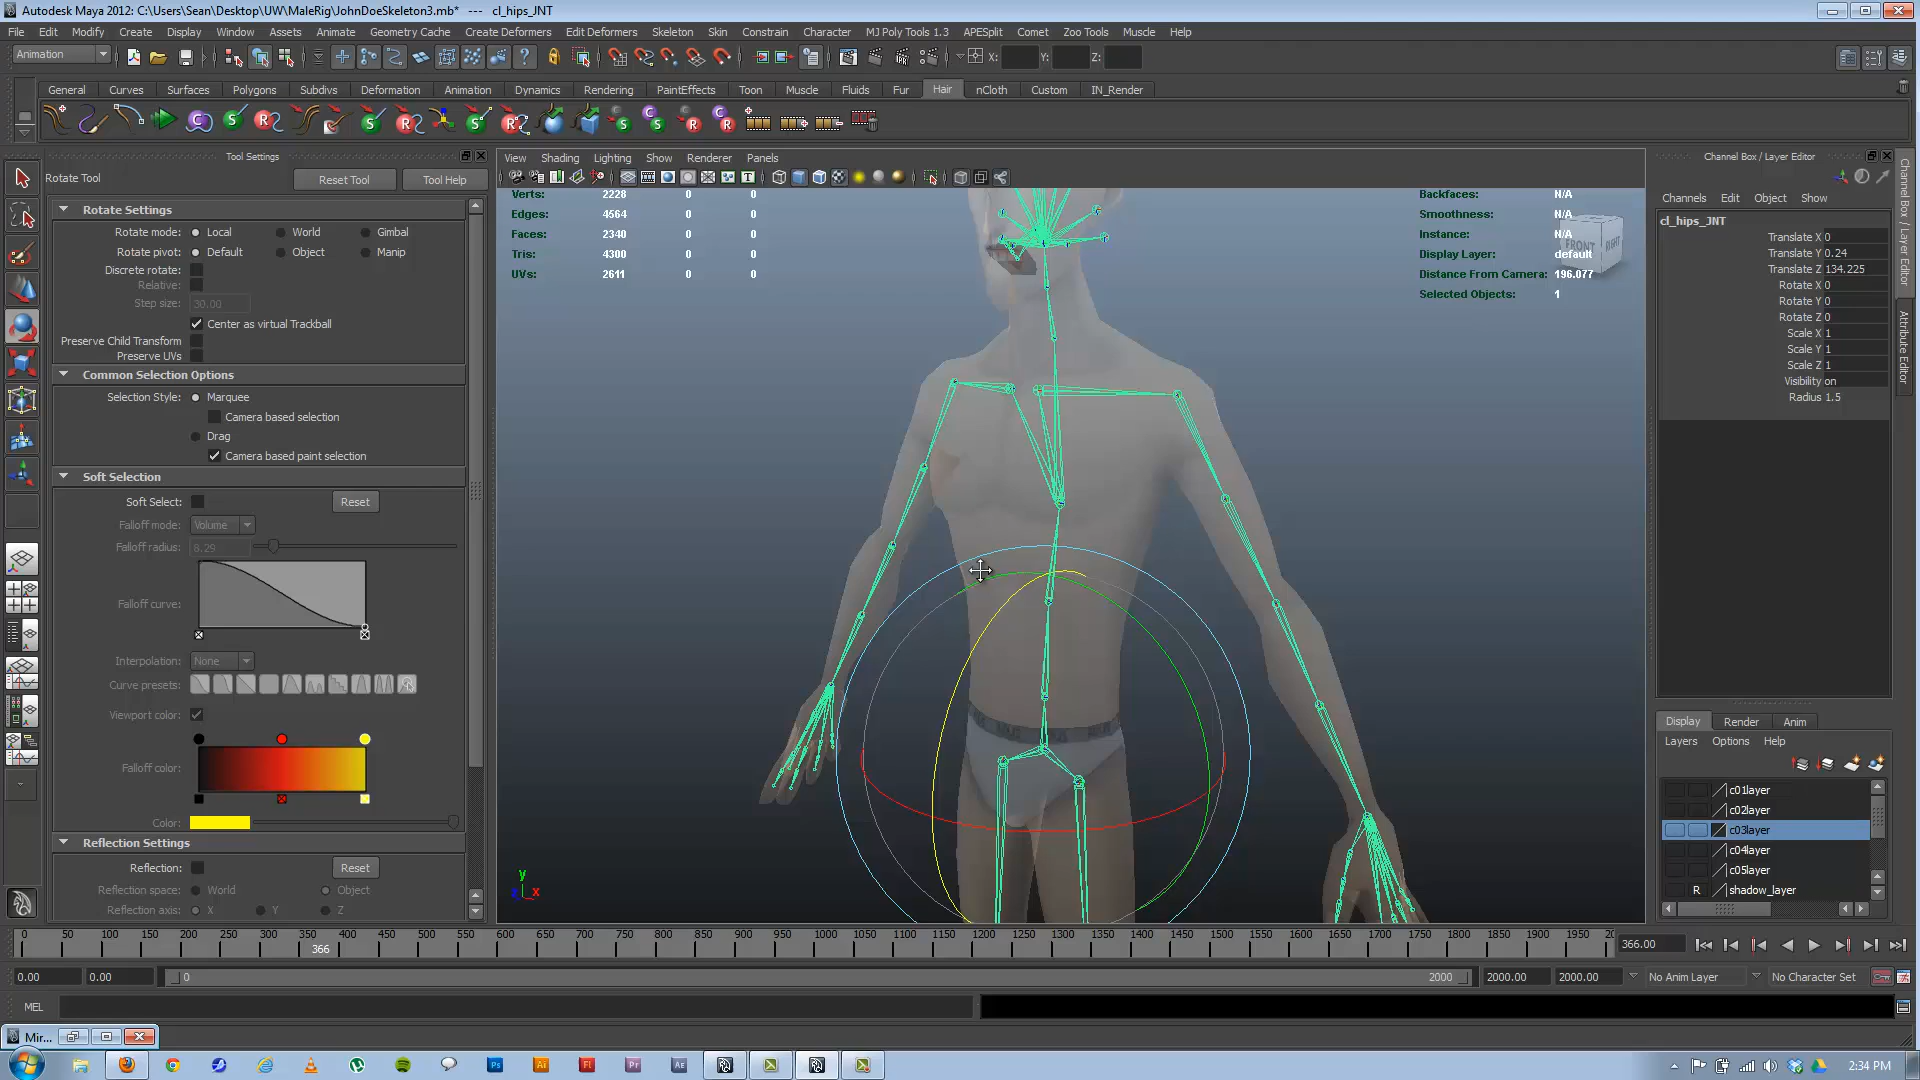 Autodesk Maya 2012: C:\Users\Sean\Desktop\UW\MaleRig\JohnDoeSkeleton3.mb* --- cl_hips_JNT
File Edit Modify Create Display Window Assets Animate Geometry Cache Create Deformers Edit Deformers Skeleton Skin Constrain Character MJ Poly Tools 1.3 APESplit Comet Zoo Tools Muscle Help
Animation X: Y: Z:
General Curves Surfaces Polygons Subdivs Deformation Animation Dynamics Rendering PaintEffects Toon Muscle Fluids Fur Hair nCloth Custom IN_Render
Tool Settings
Rotate Tool Reset Tool Tool Help
Rotate Settings
Rotate mode: Local World Gimbal
Rotate pivot: Default Object Manip
Discrete rotate:
Relative:
Step size: 30.00
Center as virtual Trackball
Preserve Child Transform
Preserve UVs
Common Selection Options
Selection Style: Marquee
Camera based selection
Drag
Camera based paint selection
Soft Selection
Soft Select: Reset
Falloff mode: Volume
Falloff radius: 8.29
Falloff curve:
Interpolation: None
Curve presets:
Viewport color:
Falloff color:
Color:
Reflection Settings
Reflection: Reset
Reflection space: World Object
Reflection axis: X Y Z
View Shading Lighting Show Renderer Panels
Verts: 2228 0 0
Edges: 4564 0 0
Faces: 2340 0 0
Tris: 4300 0 0
UVs: 2611 0 0
Backfaces: N/A
Smoothness: N/A
Instance: N/A
Display Layer: default
Distance From Camera: 196.077
Selected Objects: 1
FRONT RIGHT
y
z x
Channel Box / Layer Editor
Channels Edit Object Show
cl_hips_JNT
Translate X 0
Translate Y 0.24
Translate Z 134.225
Rotate X 0
Rotate Y 0
Rotate Z 0
Scale X 1
Scale Y 1
Scale Z 1
Visibility on
Radius 1.5
Channel Box / Layer Editor
Attribute Editor
Display Render Anim
Layers Options Help
c01layer
c02layer
c03layer
c04layer
c05layer
R shadow_layer
0 50 100 150 200 250 300 350 400 450 500 550 600 650 700 750 800 850 900 950 1000 1050 1100 1150 1200 1250 1300 1350 1400 1450 1500 1550 1600 1650 1700 1750 1800 1850 1900 1950 20
366
366.00
0.00 0.00 0 2000 2000.00 2000.00 No Anim Layer No Character Set
MEL
Mir...
Ps Ai Fl Pr Ae
2:34 PM